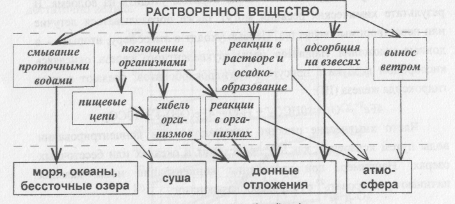 РАСТВОРЕННОЕ ВЕЩЕСТВО
смывание
проточными
водами
поглощение
организмами
реакции в
растворе и
осадко-
образование
адсорбция
на взвесях
вынос
ветром
пищевые
цепи
гибель
орга-
низмов
реакции
в орга-
низмах
моря, океаны,
бессточные озера
суша
донные
отложения
атмо-
сфера